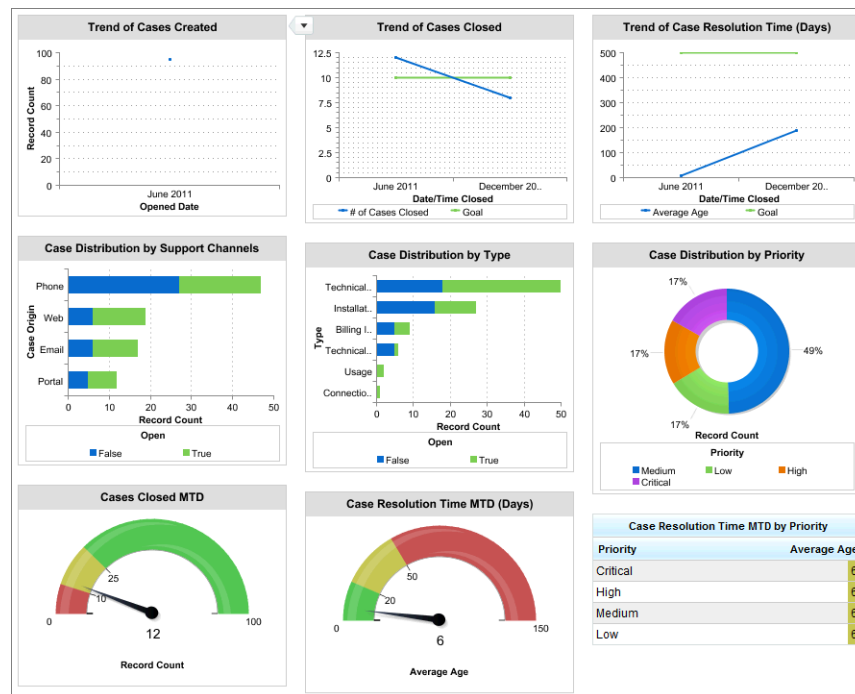 Trend of Cases Created
100
80
60
40
20
0
Record Count
June 2011
Opened Date
Trend of Cases Closed
12.5
10
7.5
5
2.5
0
June 2011 December 20..
Date/Time Closed
# of Cases Closed Goal
Trend of Case Resolution Time (Days)
500
400
300
200
100
0
June 2011 December 20..
Date/Time Closed
Average Age Goal
Case Distribution by Support Channels
Case Origin
Phone
Web
Email
Portal
0 10 20 30 40 50
Record Count
Open
False True
Case Distribution by Type
Type
Technical..
Installat..
Billing I..
Technical..
Usage
Connectio..
0 10 20 30 40 50
Record Count
Open
False True
Case Distribution by Priority
17%
17%
49%
17%
Record Count
Priority
Medium Low High
Critical
Cases Closed MTD
0 10 25 100
12
Record Count
Case Resolution Time MTD (Days)
0 20 50 150
6
Average Age
Case Resolution Time MTD by Priority
Priority Average Age
Critical 6
High 6
Medium 6
Low 6